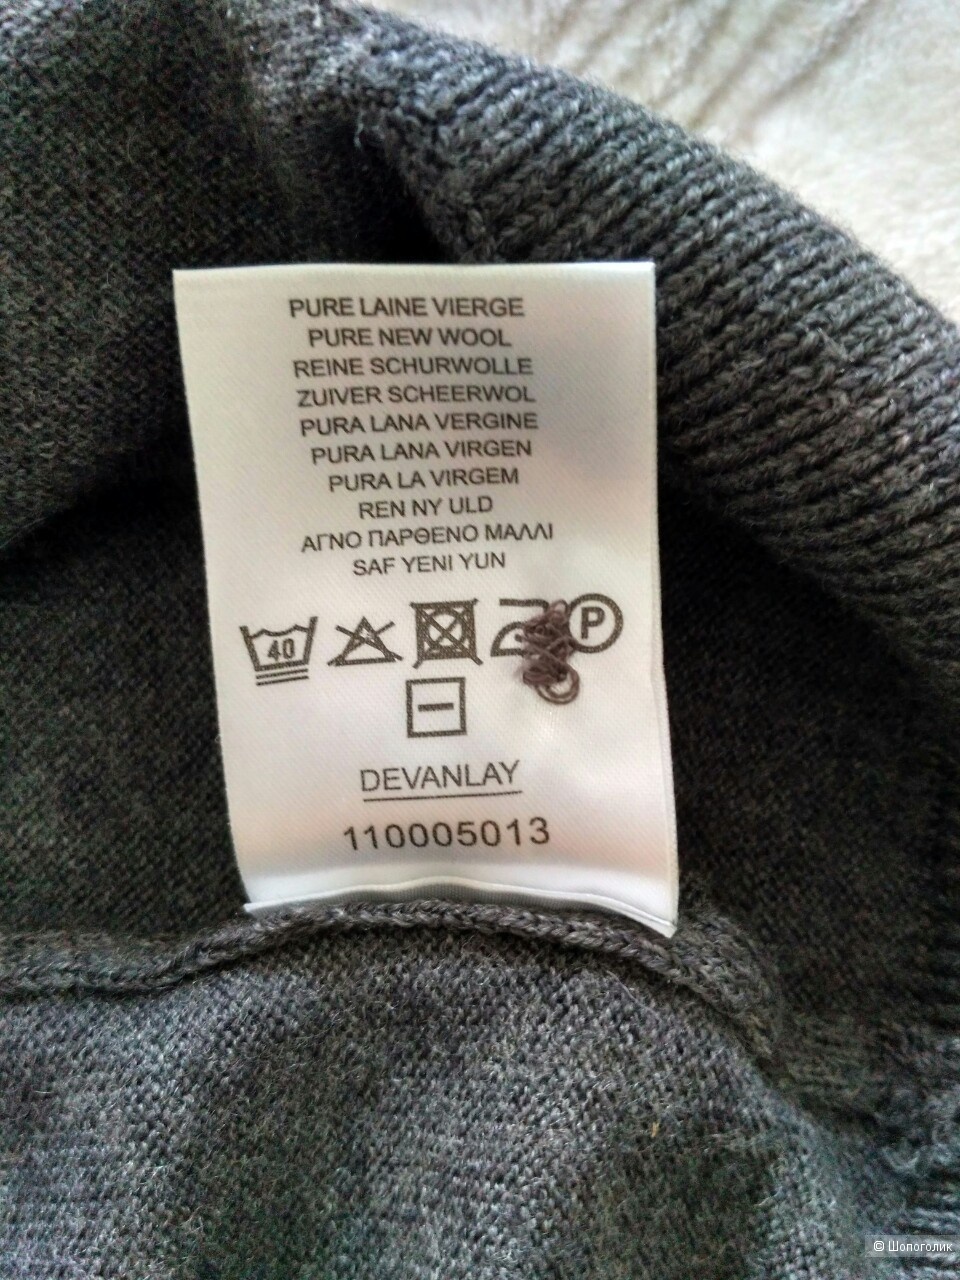 PURE LAINE VIERGE
PURE NEW WOOL
REINE SCHURWOLLE
ZUIVER SCHEERWOL
PURA LANA VERGINE
PURA LANA VIRGEN
PURA LA VIRGEM
REN NY ULD
ΑΓΝΟ ΠΑΡΘΕΝΟ ΜΑΛΛΙ
SAF YENI YUN
40 P
DEVANLAY
110005013
© Шопоголик